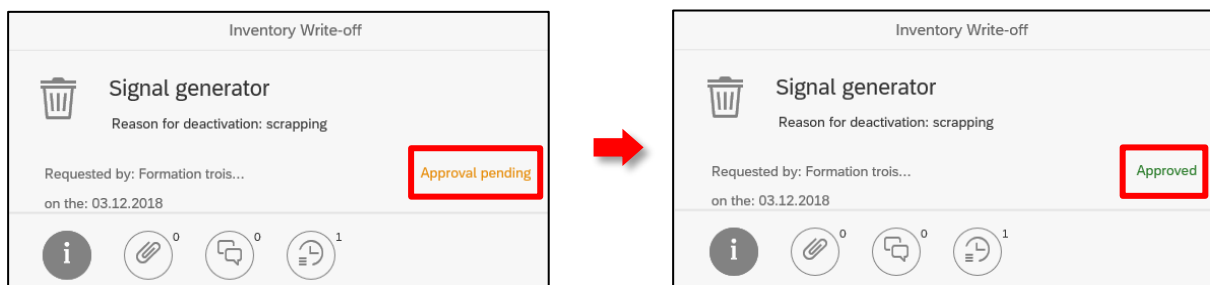 Inventory Write-off
Signal generator
Reason for deactivation: scrapping
Requested by: Formation trois...
Approval pending
on the: 03.12.2018
i
0
0
1
Inventory Write-off
Signal generator
Reason for deactivation: scrapping
Requested by: Formation trois...
Approved
on the: 03.12.2018
i
0
0
1